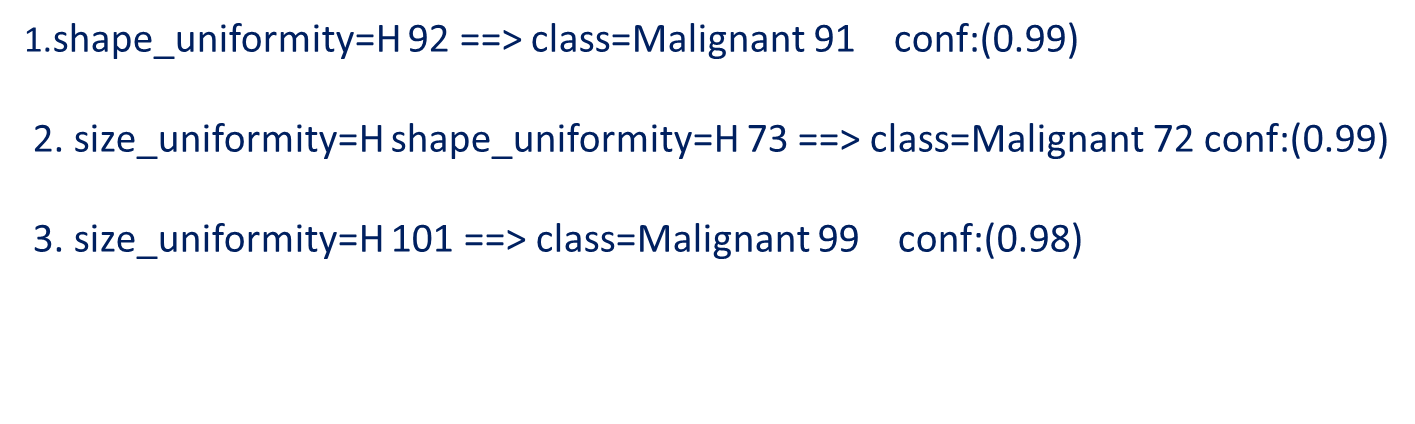 1.shape_uniformity=H 92 ==> class=Malignant 91 conf:(0.99)
2. size_uniformity=H shape_uniformity=H 73 ==> class=Malignant 72 conf:(0.99)
3. size_uniformity=H 101 ==> class=Malignant 99 conf:(0.98)